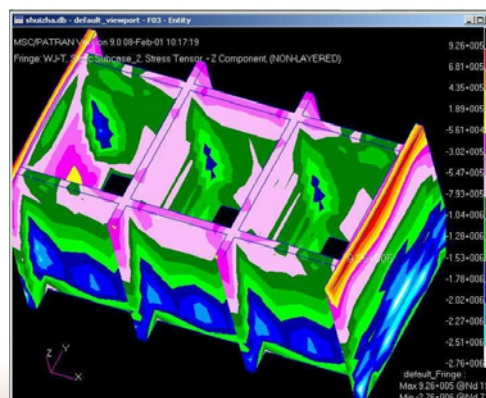 shuizha.db - default_viewport - F03 - Entity
MSC/PATRAN Version 9.0 08-Feb-01 10:17:19
Fringe: WJ-T, Static Subcase_2, Stress Tensor, - Z Component (NON-LAYERED)
9.26+005
6.81+005
4.35+005
1.89+005
-5.61+004
-3.02+005
-5.47+005
-7.93+005
-1.04+006
-1.28+006
-1.53+006
-1.78+006
-2.02+006
-2.27+006
-2.51+006
-2.76+006
Z
Y
X
default_Fringe :
Max 9.26+005 @Nd
Min -2.76+006 @Nd